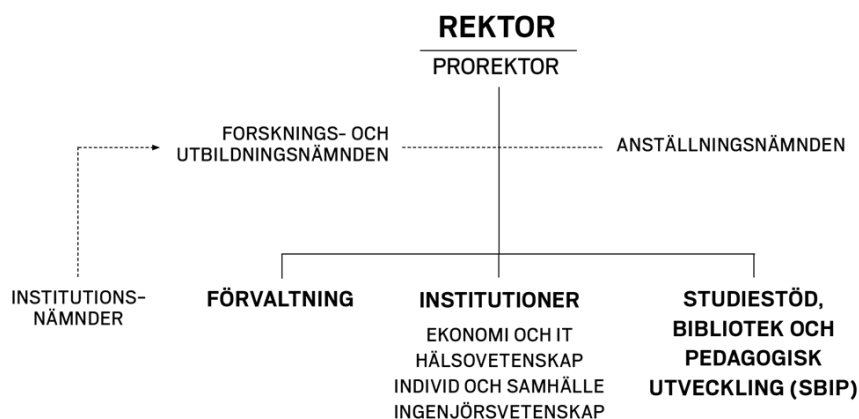 REKTOR
PROREKTOR
FORSKNINGS- OCH
UTBILDNINGSNÄMNDEN
ANSTÄLLNINGSNÄMNDEN
INSTITUTIONS-
NÄMNDER
FÖRVALTNING
INSTITUTIONER
EKONOMI OCH IT
HÄLSOVETENSKAP
INDIVID OCH SAMHÄLLE
INGENJÖRSVETENSKAP
STUDIESTÖD,
BIBLIOTEK OCH
PEDAGOGISK
UTVECKLING (SBIP)